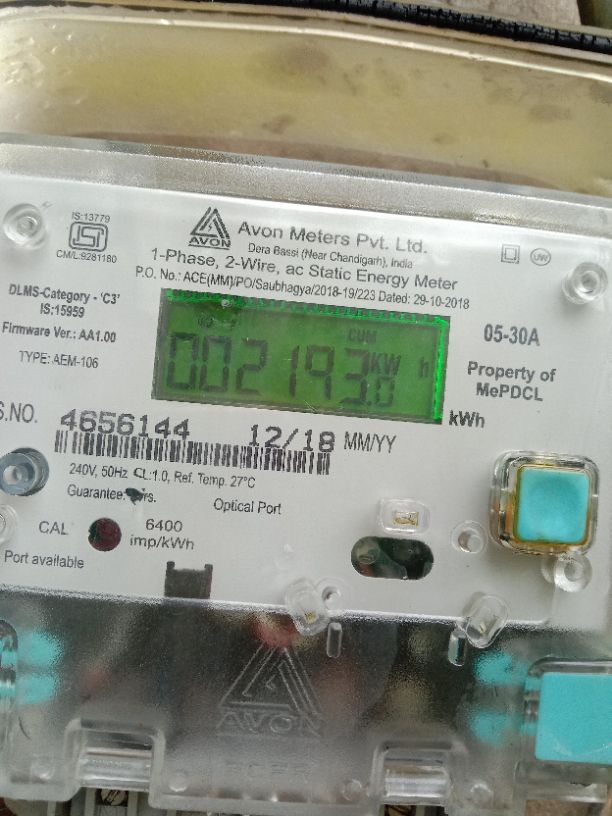 IS:13779
ISI
CM/L:9281180
AVON
Avon Meters Pvt. Ltd.
Dera Bassi (Near Chandigarh), India
1-Phase, 2-Wire, ac Static Energy Meter
P.O. No.: ACE(MM)/PO/Saubhagya/2018-19/223 Dated: 29-10-2018
UW
DLMS-Category - 'C3'
IS:15959
Firmware Ver.: AA1.00
TYPE: AEM-106
CUM
002193.0 KW h
kWh
05-30A
Property of
MePDCL
S.NO. 4656144 12/18 MM/YY
240V, 50Hz CL:1.0, Ref. Temp. 27°C
Guarantee: rs.
Optical Port
CAL 6400
imp/kWh
Port available
AVON